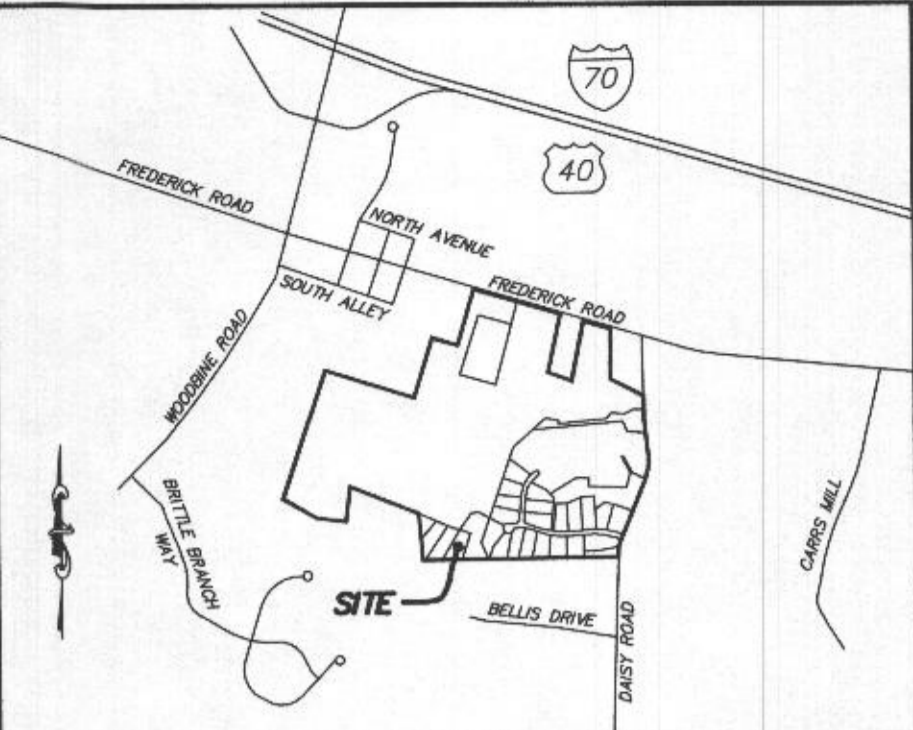 70
40
FREDERICK ROAD
NORTH AVENUE
SOUTH ALLEY
FREDERICK ROAD
WOODBINE ROAD
BRITTLE BRANCH
WAY
CARRS MILL
SITE
BELLIS DRIVE
DAISY ROAD